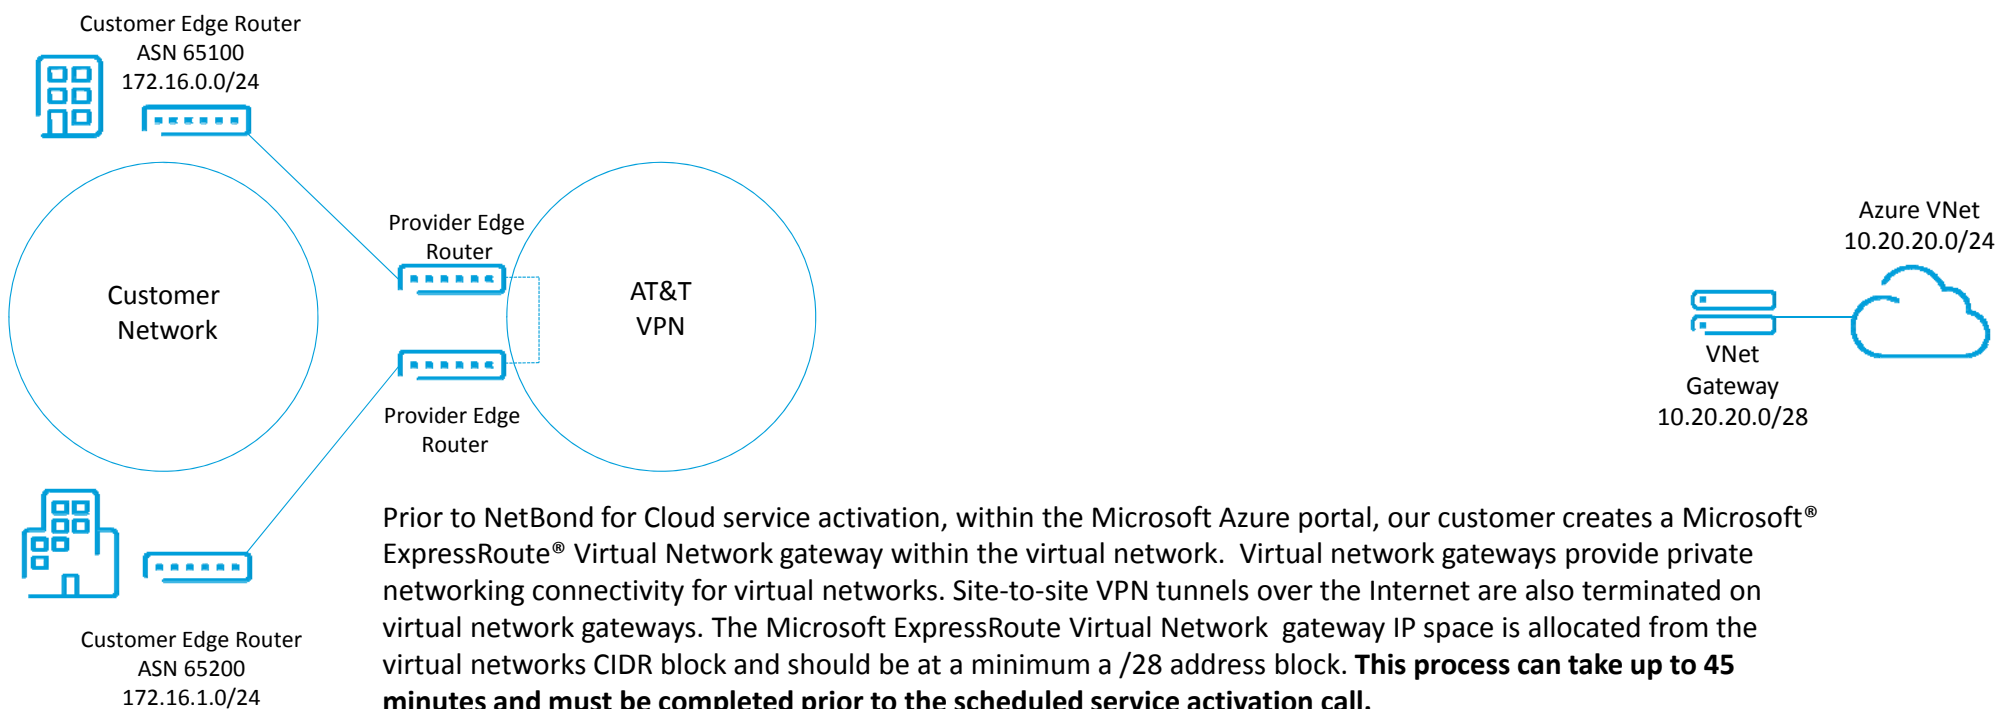 Customer Edge Router
ASN 65100
172.16.0.0/24
Provider Edge
Router
Customer
Network
AT&T
VPN
Azure VNet
10.20.20.0/24
VNet
Gateway
10.20.20.0/28
Provider Edge
Router
Customer Edge Router
ASN 65200
172.16.1.0/24
Prior to NetBond for Cloud service activation, within the Microsoft Azure portal, our customer creates a Microsoft®
ExpressRoute® Virtual Network gateway within the virtual network.  Virtual network gateways provide private
networking connectivity for virtual networks. Site-to-site VPN tunnels over the Internet are also terminated on
virtual network gateways. The Microsoft ExpressRoute Virtual Network  gateway IP space is allocated from the
virtual networks CIDR block and should be at a minimum a /28 address block. This process can take up to 45
minutes and must be completed prior to the scheduled service activation call.